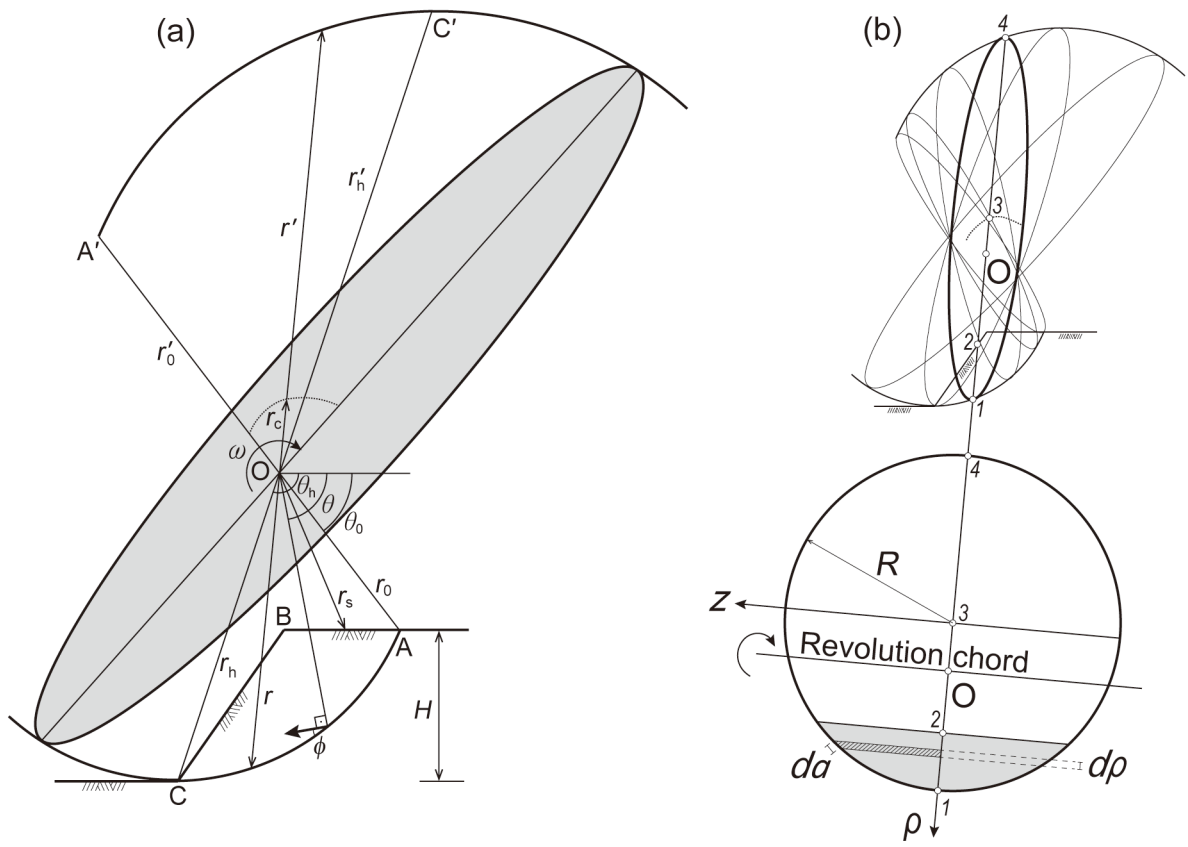 (a)
C′
r′
r′h
A′
r′0
rc
ω
O
θh
θ
θ0
rs
r0
B
A
rh
r
H
ϕ
C
(b)
4
3
O
2
1
4
R
z
3
Revolution chord
O
2
da
dρ
1
ρ